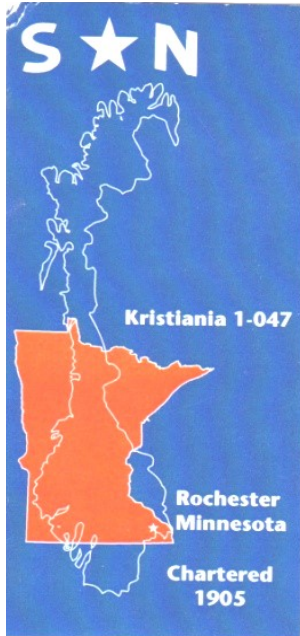 S ★ N
Kristiania 1-047
Rochester
Minnesota
Chartered
1905